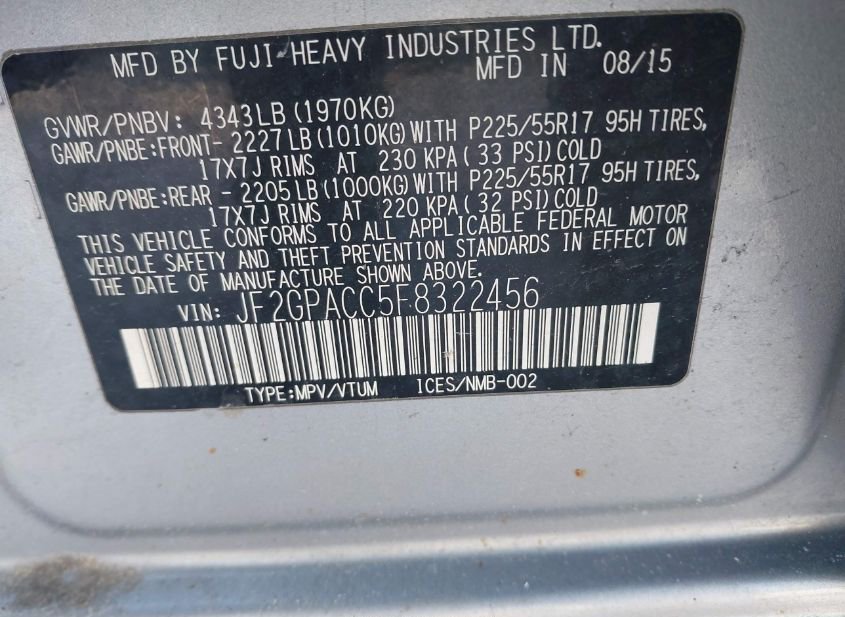 MFD BY FUJI HEAVY INDUSTRIES LTD.
MFD IN 08/15
GVWR/PNBV: 4343LB(1970KG)
GAWR/PNBE:FRONT- 2227LB(1010KG)WITH P225/55R17 95H TIRES,
17X7J RIMS AT 230 KPA(33 PSI)COLD
GAWR/PNBE:REAR - 2205LB(1000KG)WITH P225/55R17 95H TIRES,
17X7J RIMS AT 220 KPA(32 PSI)COLD
THIS VEHICLE CONFORMS TO ALL APPLICABLE FEDERAL MOTOR
VEHICLE SAFETY AND THEFT PREVENTION STANDARDS IN EFFECT ON
THE DATE OF MANUFACTURE SHOWN ABOVE.
VIN: JF2GPACC5F8322456
TYPE:MPV/VTUM ICES/NMB-002